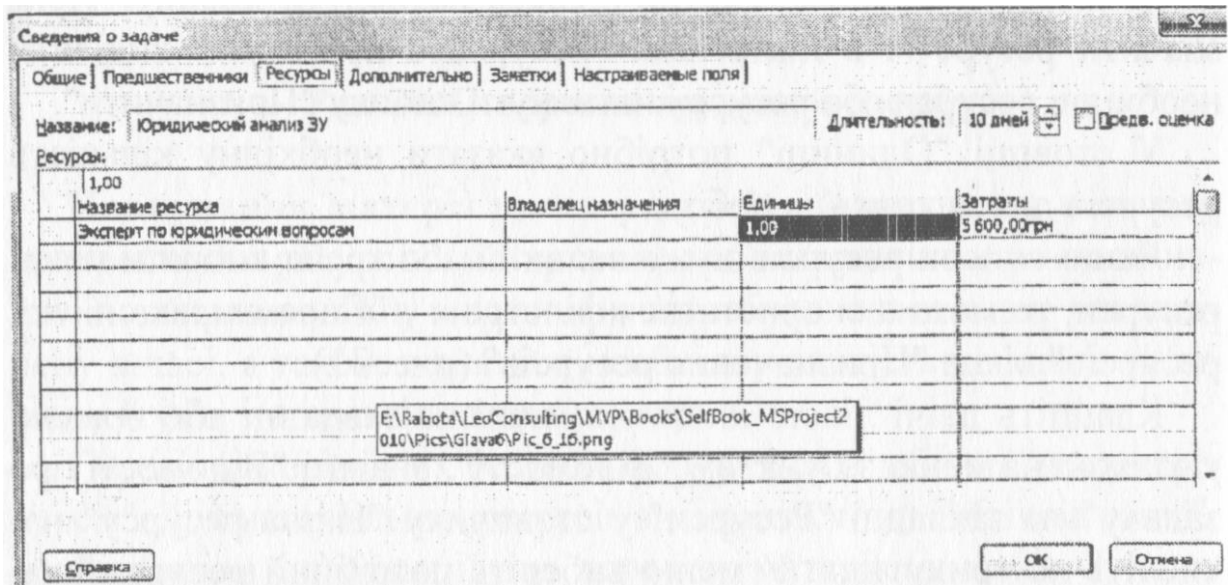 Сведения о задаче
Общие Предшественники Ресурсы Дополнительно Заметки Настраиваемые поля
Название: Юридический анализ ЗУ Длительность: 10 дней Предв. оценка
Ресурсы:
1,00
Название ресурса Владелец назначения Единицы Затраты
Эксперт по юридическим вопросам 1,00 5 600,00грн
E:\Rabota\LeoConsulting\MVP\Books\SelfBook_MSProject2
010\Pics\Glava6\Pic_6_16.png
Справка ОК Отмена